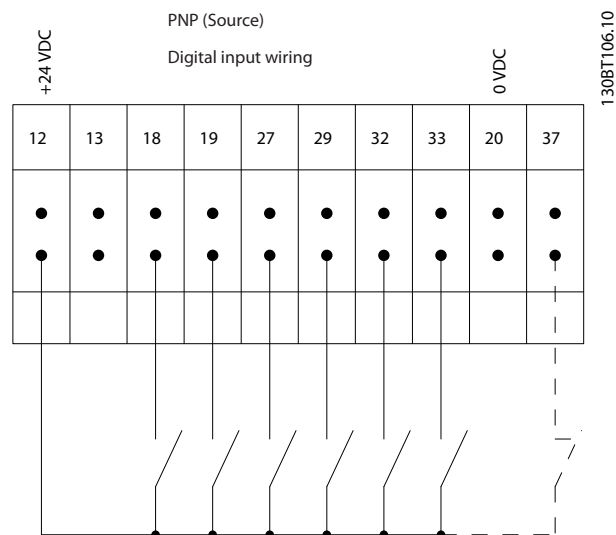 PNP (Source)
Digital input wiring
+24 VDC
0 VDC
130BT106.10
12 13 18 19 27 29 32 33 20 37